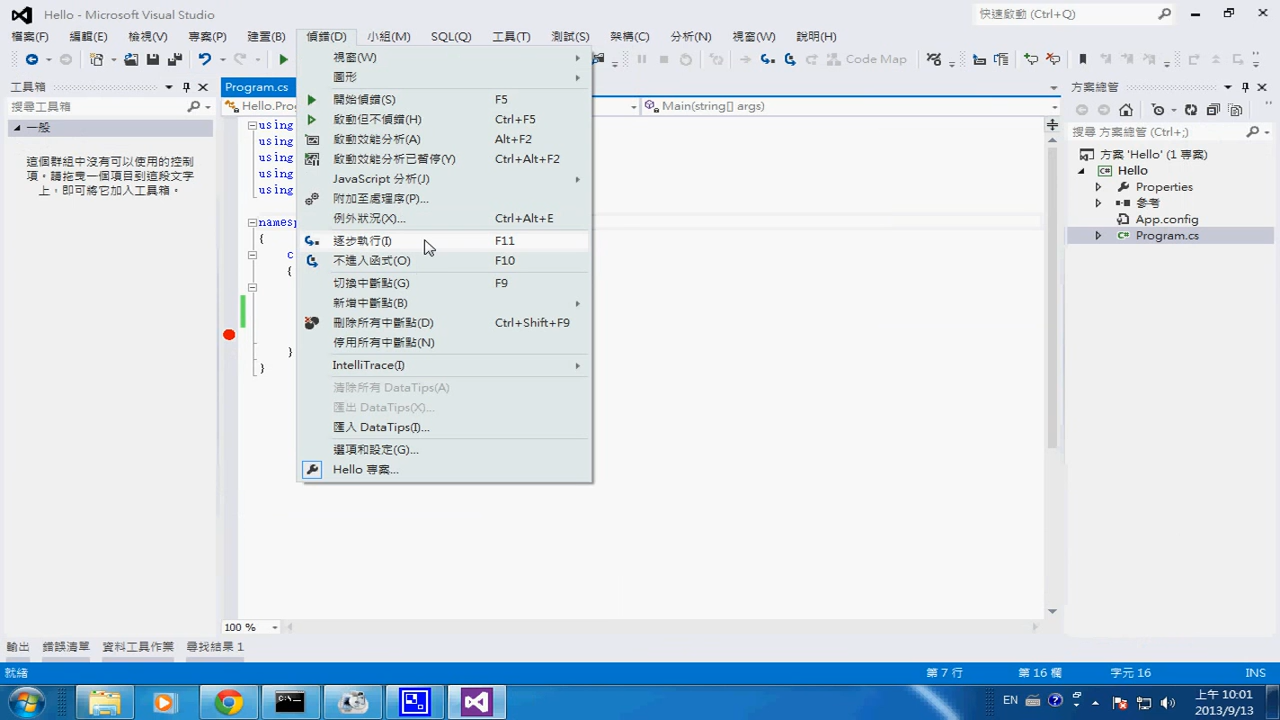 Hello - Microsoft Visual Studio
快速啟動 (Ctrl+Q)
檔案(F) 編輯(E) 檢視(V) 專案(P) 建置(B) 偵錯(D) 小組(M) SQL(Q) 工具(T) 測試(S) 架構(C) 分析(N) 視窗(W) 說明(H)
Code Map
工具箱
搜尋工具箱
一般
這個群組中沒有可以使用的控制
項。請拖曳一個項目到這段文字
上，即可將它加入工具箱。
Program.cs
Hello.Pro
Main(string[] args)
using
using
using
using
using
namesp
{
c
{
}
}
視窗(W)
圖形
開始偵錯(S) F5
啟動但不偵錯(H) Ctrl+F5
啟動效能分析(A) Alt+F2
啟動效能分析已暫停(Y) Ctrl+Alt+F2
JavaScript 分析(J)
附加至處理序(P)...
例外狀況(X)... Ctrl+Alt+E
逐步執行(I) F11
不進入函式(O) F10
切換中斷點(G) F9
新增中斷點(B)
刪除所有中斷點(D) Ctrl+Shift+F9
停用所有中斷點(N)
IntelliTrace(I)
清除所有 DataTips(A)
匯出 DataTips(X)...
匯入 DataTips(I)...
選項和設定(G)...
Hello 專案...
方案總管
搜尋 方案總管 (Ctrl+;)
方案 'Hello' (1 專案)
Hello
Properties
參考
App.config
Program.cs
100 %
輸出 錯誤清單 資料工具作業 尋找結果 1
就緒 第 7 行 第 16 欄 字元 16 INS
EN
上午 10:01
2013/9/13